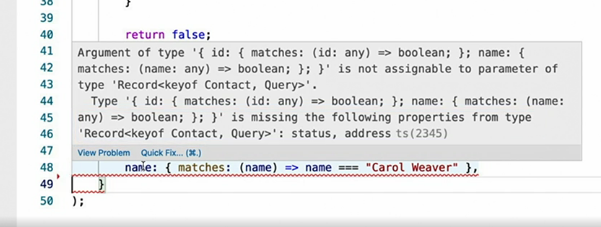 38 }
39
40 return false;
41 Argument of type '{ id: { matches: (id: any) => boolean; }; name: {
42 matches: (name: any) => boolean; }; }' is not assignable to parameter of
43 type 'Record<keyof Contact, Query>'.
44 Type '{ id: { matches: (id: any) => boolean; }; name: { matches: (name:
45 any) => boolean; }; }' is missing the following properties from type
46 'Record<keyof Contact, Query>': status, address ts(2345)
47 View Problem Quick Fix... (⌘.)
48 name: { matches: (name) => name === "Carol Weaver" },
49 }
50 );